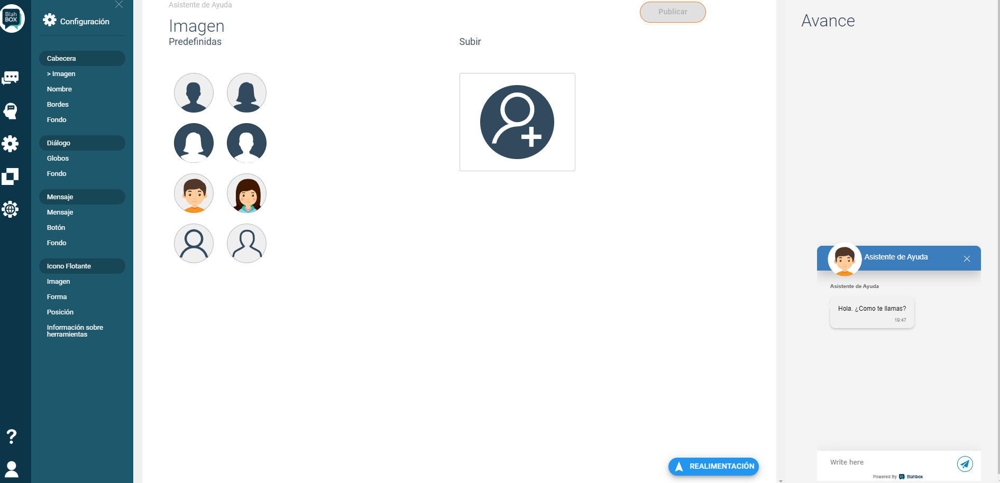 Blah
BOX
Configuración
Cabecera
> Imagen
Nombre
Bordes
Fondo
Diálogo
Globos
Fondo
Mensaje
Mensaje
Botón
Fondo
Icono Flotante
Imagen
Forma
Posición
Información sobre
herramientas
Asistente de Ayuda
Publicar
Imagen
Predefinidas
Subir
REALIMENTACIÓN
Avance
Asistente de Ayuda
Asistente de Ayuda
Hola. ¿Como te llamas?
19:47
Write here
Powered By Blahbox